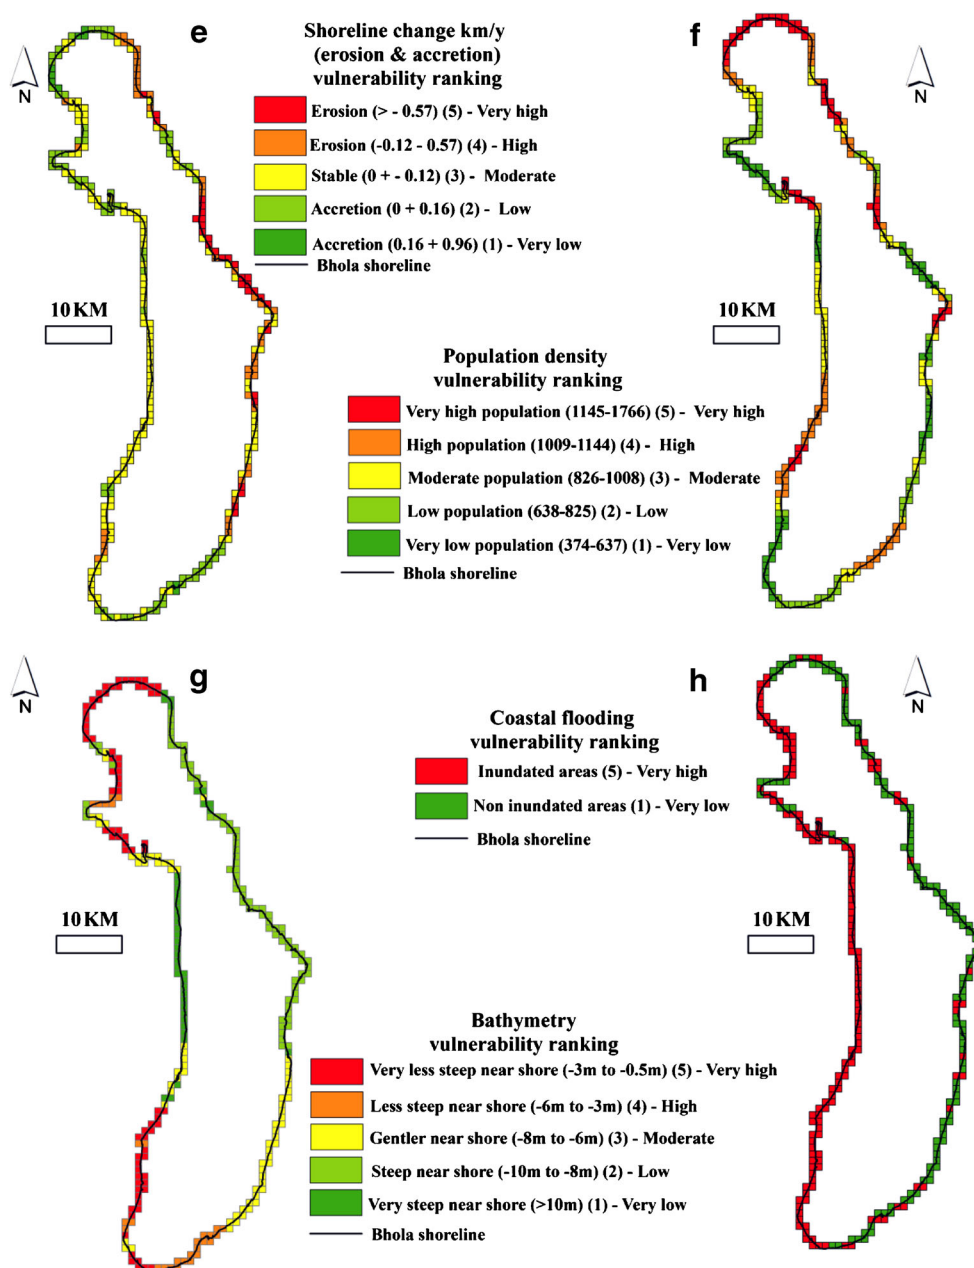 e
Shoreline change km/y
(erosion & accretion)
vulnerability ranking
N
Erosion (> - 0.57) (5) - Very high
Erosion (-0.12 - 0.57) (4) - High
Stable (0 + - 0.12) (3) - Moderate
Accretion (0 + 0.16) (2) - Low
Accretion (0.16 + 0.96) (1) - Very low
Bhola shoreline
10 KM
f
N
10 KM
Population density
vulnerability ranking
Very high population (1145-1766) (5) - Very high
High population (1009-1144) (4) - High
Moderate population (826-1008) (3) - Moderate
Low population (638-825) (2) - Low
Very low population (374-637) (1) - Very low
Bhola shoreline
g
N
10 KM
h
N
Coastal flooding
vulnerability ranking
Inundated areas (5) - Very high
Non inundated areas (1) - Very low
Bhola shoreline
10 KM
Bathymetry
vulnerability ranking
Very less steep near shore (-3m to -0.5m) (5) - Very high
Less steep near shore (-6m to -3m) (4) - High
Gentler near shore (-8m to -6m) (3) - Moderate
Steep near shore (-10m to -8m) (2) - Low
Very steep near shore (>10m) (1) - Very low
Bhola shoreline